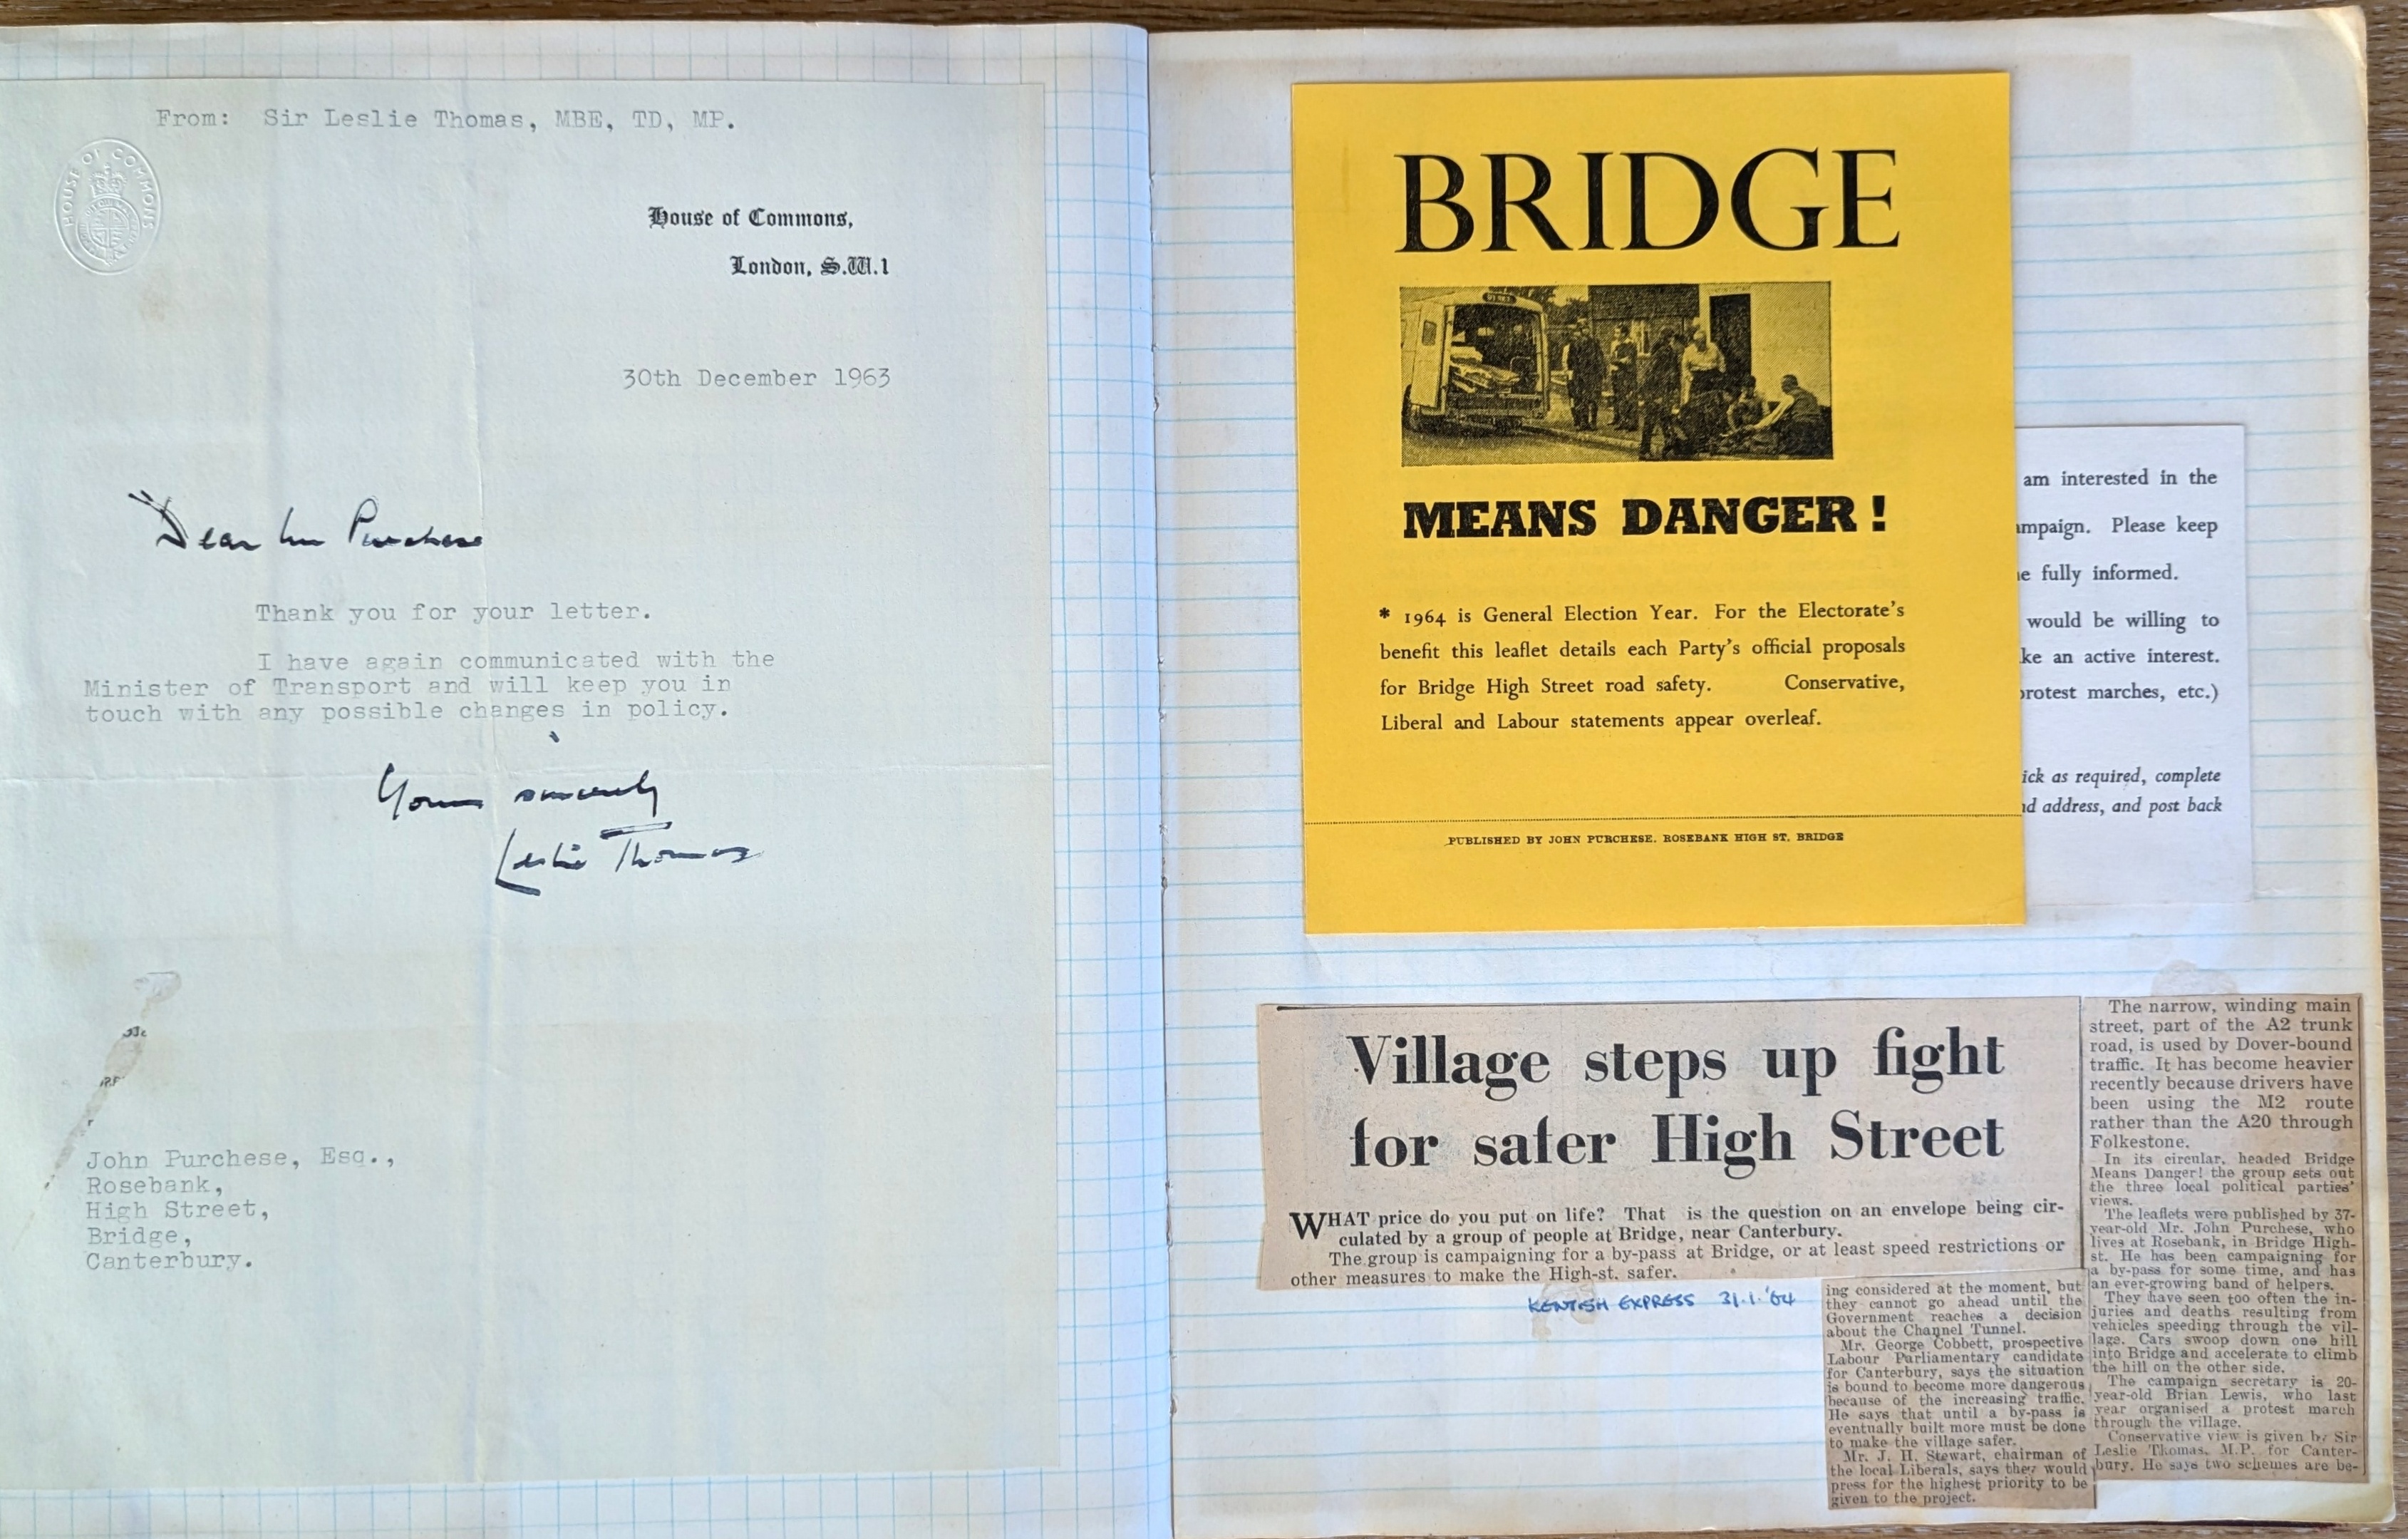 From: Sir Leslie Thomas, MBE, TD, MP.
HOUSE OF COMMONS
House of Commons,
London, S.W.1
30th December 1963
Dear Mr Purchese
Thank you for your letter.
I have again communicated with the
Minister of Transport and will keep you in
touch with any possible changes in policy.
Yours sincerely
Leslie Thomas
John Purchese, Esq.,
Rosebank,
High Street,
Bridge,
Canterbury.
BRIDGE
MEANS DANGER!
* 1964 is General Election Year. For the Electorate's
benefit this leaflet details each Party's official proposals
for Bridge High Street road safety. Conservative,
Liberal and Labour statements appear overleaf.
PUBLISHED BY JOHN PURCHESE. ROSEBANK HIGH ST. BRIDGE
am interested in the
ampaign. Please keep
e fully informed.
would be willing to
ke an active interest.
protest marches, etc.)
ick as required, complete
nd address, and post back
Village steps up fight
for safer High Street
WHAT price do you put on life? That is the question on an envelope being cir-
culated by a group of people at Bridge, near Canterbury.
The group is campaigning for a by-pass at Bridge, or at least speed restrictions or
other measures to make the High-st. safer.
KENTISH EXPRESS 31.1.'64
The narrow, winding main
street, part of the A2 trunk
road, is used by Dover-bound
traffic. It has become heavier
recently because drivers have
been using the M2 route
rather than the A20 through
Folkestone.
In its circular, headed Bridge
Means Danger! the group sets out
the three local political parties'
views.
The leaflets were published by 37-
year-old Mr. John Purchese, who
lives at Rosebank, in Bridge High-
st. He has been campaigning for
a by-pass for some time, and has
an ever-growing band of helpers.
They have seen too often the in-
juries and deaths resulting from
vehicles speeding through the vil-
lage. Cars swoop down one hill
into Bridge and accelerate to climb
the hill on the other side.
The campaign secretary is 20-
year-old Brian Lewis, who last
year organised a protest march
through the village.
Conservative view is given by Sir
Leslie Thomas, M.P. for Canter-
bury. He says two schemes are be-
ing considered at the moment, but
they cannot go ahead until the
Government reaches a decision
about the Channel Tunnel.
Mr. George Cobbett, prospective
Labour Parliamentary candidate
for Canterbury, says the situation
is bound to become more dangerous
because of the increasing traffic.
He says that until a by-pass is
eventually built more must be done
to make the village safer.
Mr. J. H. Stewart, chairman of
the local Liberals, says they would
press for the highest priority to be
given to the project.